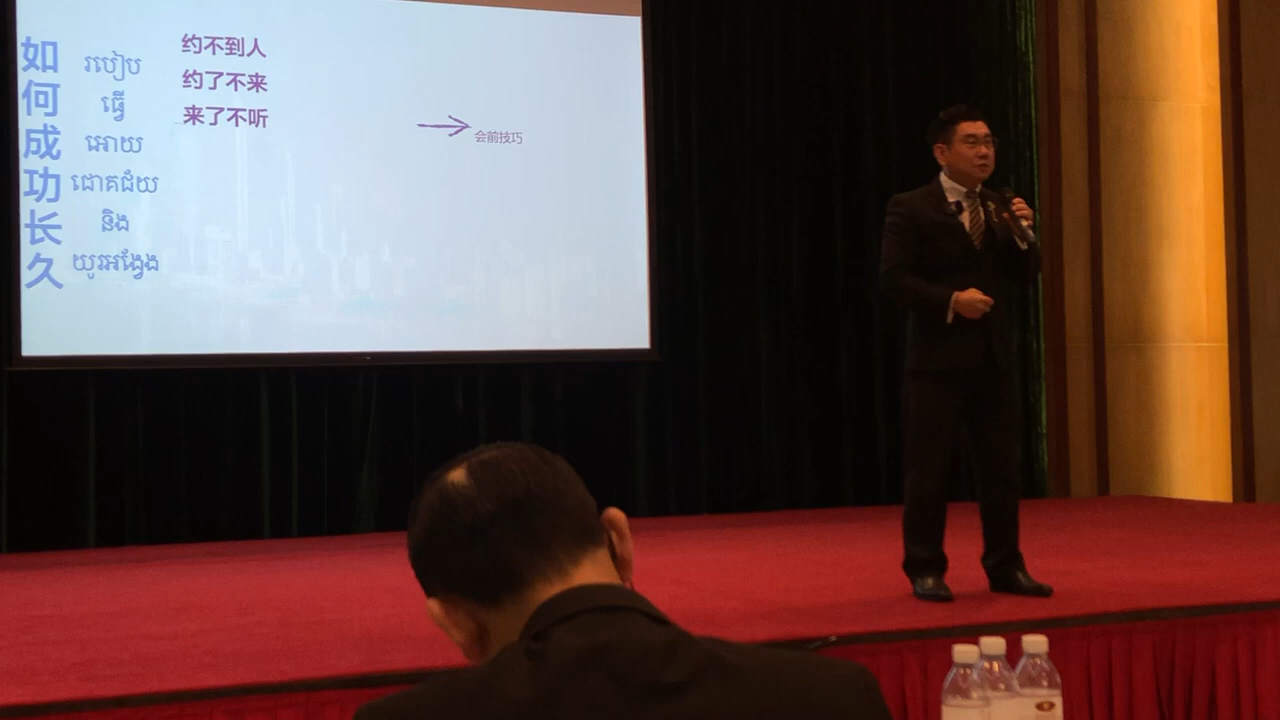 如何成功长久
របៀប
ធ្វើ
អោយ
ជោគជ័យ
និង
យូរអង្វែង
约不到人
约了不来
来了不听
会前技巧